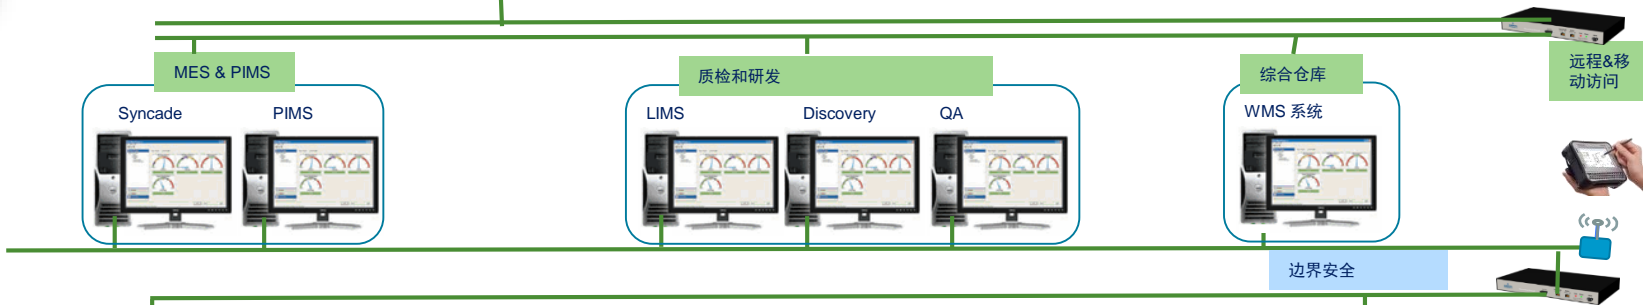 MES & PIMS
质检和研发
综合仓库
远程&移
动访问
Syncade
PIMS
LIMS
Discovery
QA
WMS 系统
边界安全